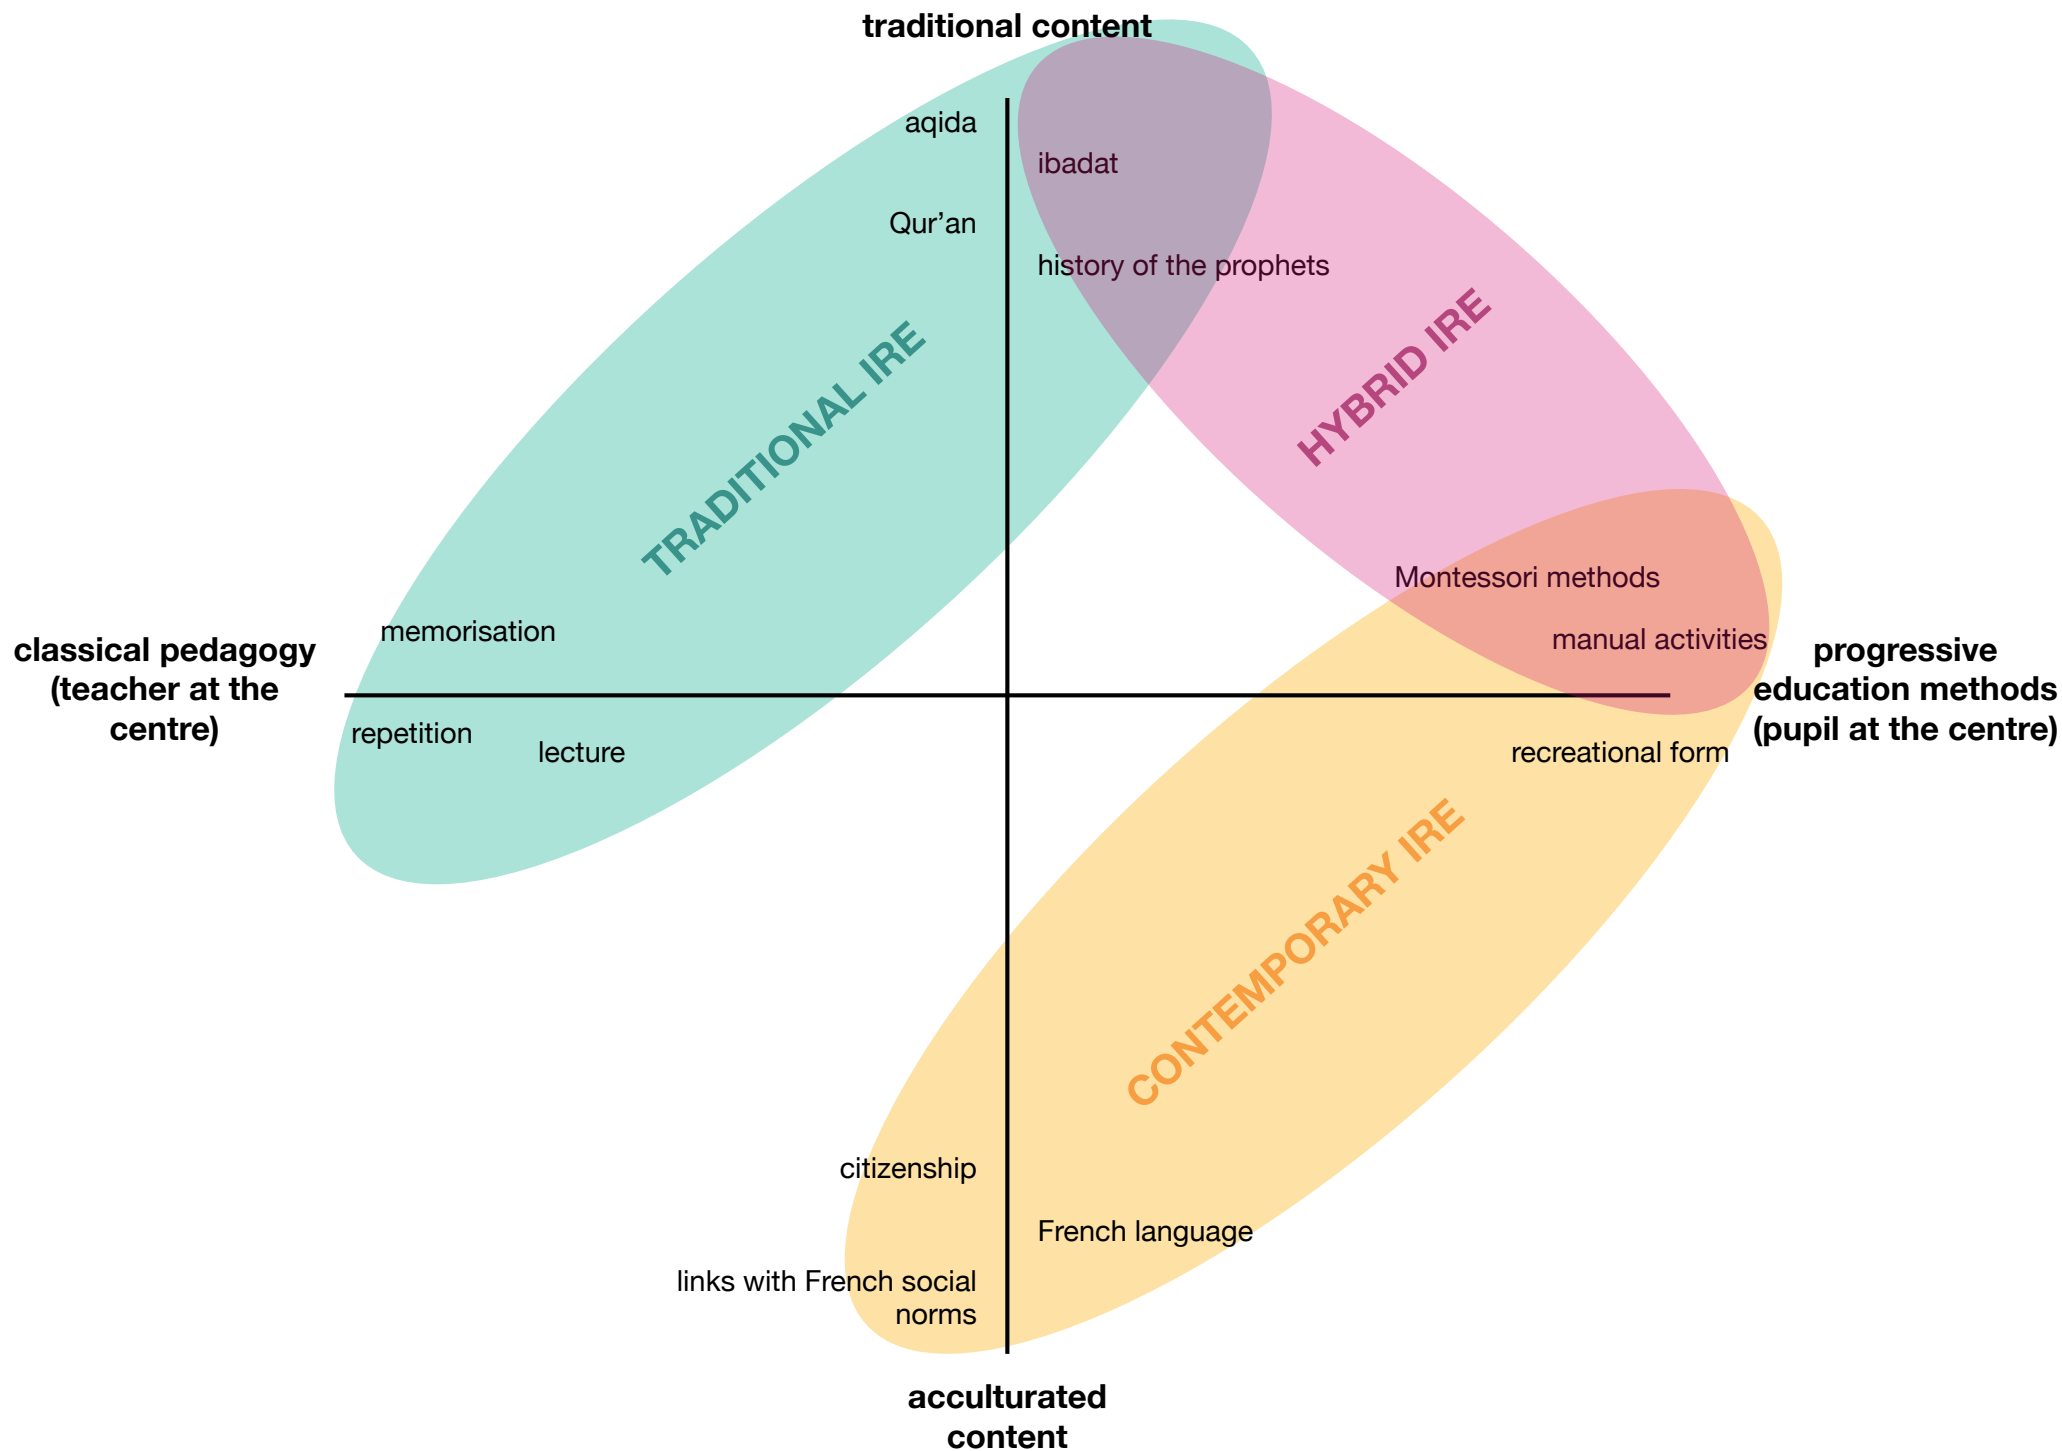 traditional content
aqida
ibadat
Qur’an
history of the prophets
TRADITIONAL IRE
HYBRID IRE
Montessori methods
memorisation
manual activities
classical pedagogy
(teacher at the
centre)
progressive
education methods
(pupil at the centre)
repetition
lecture
recreational form
CONTEMPORARY IRE
citizenship
French language
links with French social
norms
acculturated
content